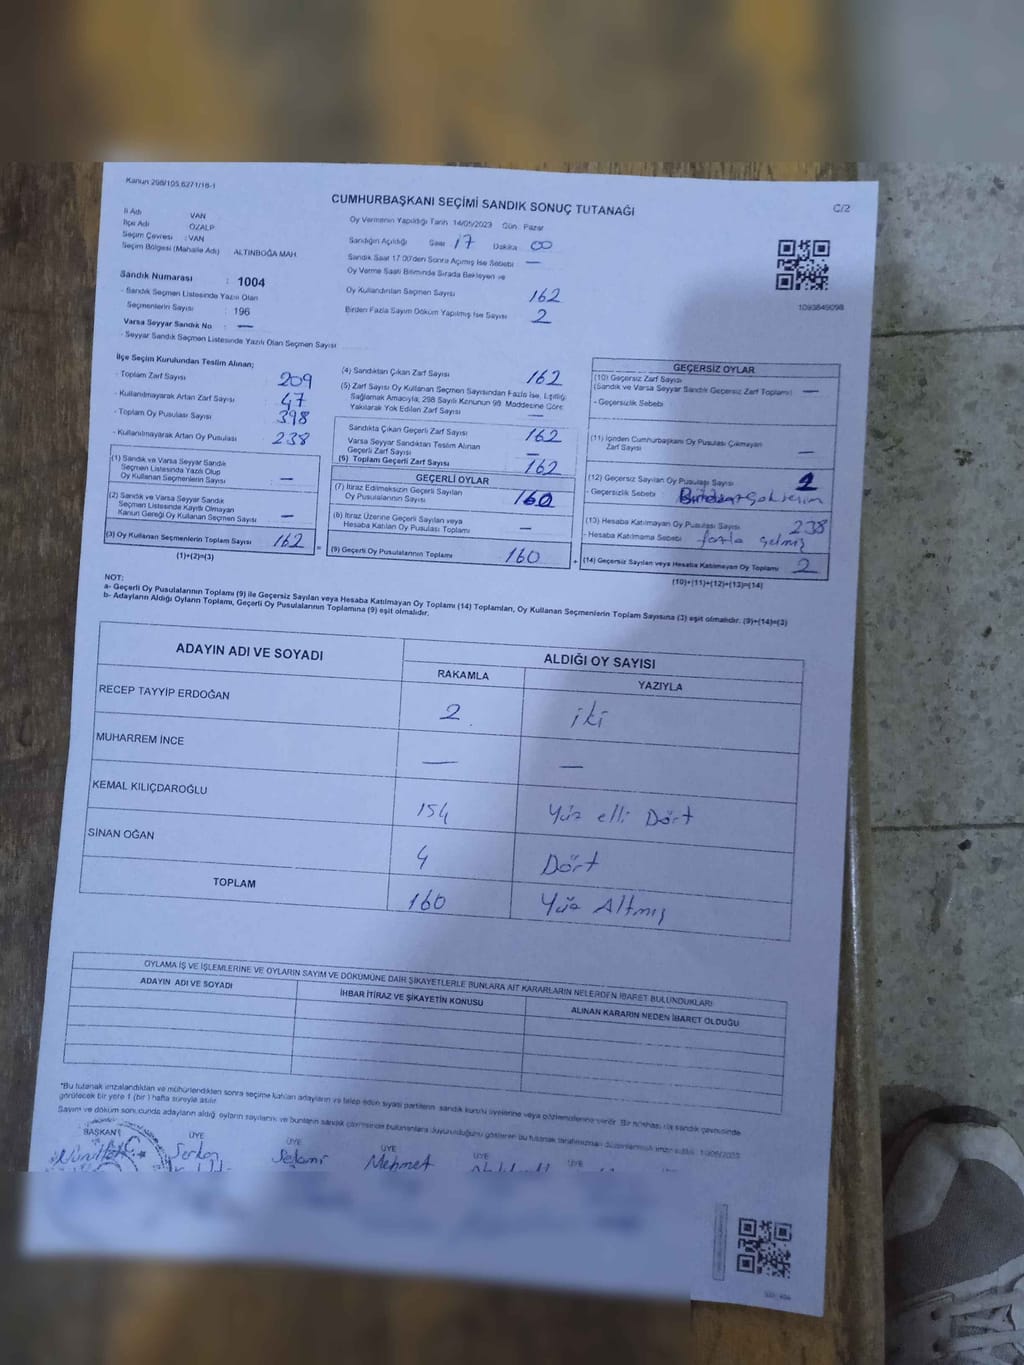 Kanun 298/105,6271/18-1
CUMHURBAŞKANI SEÇİMİ SANDIK SONUÇ TUTANAĞI
C/2
İl Adı VAN
İlçe Adı ÖZALP
Seçim Çevresi : VAN
Seçim Bölgesi (Mahalle Adı) ALTINBOĞA MAH.
Sandık Numarası : 1004
- Sandık Seçmen Listesinde Yazılı Olan
Seçmenlerin Sayısı : 196
Varsa Seyyar Sandık No : —
- Seyyar Sandık Seçmen Listesinde Yazılı Olan Seçmen Sayısı
Oy Vermenin Yapıldığı Tarih 14/05/2023 Gün Pazar
Sandığın Açıldığı Saat 17 Dakika 00
Sandık Saat 17.00'den Sonra Açılmış İse Sebebi —
Oy Verme Saati Bitiminde Sırada Bekleyen ve
Oy Kullandırılan Seçmen Sayısı 162
Birden Fazla Sayım Döküm Yapılmış İse Sayısı 2
1093849098
İlçe Seçim Kurulundan Teslim Alınan;
- Toplam Zarf Sayısı 209
- Kullanılmayarak Artan Zarf Sayısı 47
- Toplam Oy Pusulası Sayısı 398
- Kullanılmayarak Artan Oy Pusulası 238
(1) Sandık ve Varsa Seyyar Sandık
Seçmen Listesinde Yazılı Olup
Oy Kullanan Seçmenlerin Sayısı —
(2) Sandık ve Varsa Seyyar Sandık
Seçmen Listesinde Kayıtlı Olmayan
Kanun Gereği Oy Kullanan Seçmen Sayısı —
(3) Oy Kullanan Seçmenlerin Toplam Sayısı 162
(1)+(2)=(3)
(4) Sandıktan Çıkan Zarf Sayısı 162
(5) Zarf Sayısı Oy Kullanan Seçmen Sayısından Fazla İse, Eşitliği
Sağlamak Amacıyla, 298 Sayılı Kanunun 98. Maddesine Göre
Yakılarak Yok Edilen Zarf Sayısı —
Sandıkta Çıkan Geçerli Zarf Sayısı 162
Varsa Seyyar Sandıktan Teslim Alınan
Geçerli Zarf Sayısı —
(6) Toplam Geçerli Zarf Sayısı 162
GEÇERLİ OYLAR
(7) İtiraz Edilmeksizin Geçerli Sayılan
Oy Pusulalarının Sayısı 160
(8) İtiraz Üzerine Geçerli Sayılan veya
Hesaba Katılan Oy Pusulası Toplamı —
= (9) Geçerli Oy Pusulalarının Toplamı 160
GEÇERSİZ OYLAR
(10) Geçersiz Zarf Sayısı
(Sandık ve Varsa Seyyar Sandık Geçersiz Zarf Toplamı) —
- Geçersizlik Sebebi
(11) İçinden Cumhurbaşkanı Oy Pusulası Çıkmayan
Zarf Sayısı —
(12) Geçersiz Sayılan Oy Pusulası Sayısı 2
- Geçersizlik Sebebi
(13) Hesaba Katılmayan Oy Pusulası Sayısı 238
- Hesaba Katılmama Sebebi fazla gelmiş
+ (14) Geçersiz Sayılan veya Hesaba Katılmayan Oy Toplamı 2
(10)+(11)+(12)+(13)=(14)
NOT:
a- Geçerli Oy Pusulalarının Toplamı (9) ile Geçersiz Sayılan veya Hesaba Katılmayan Oy Toplamı (14) Toplamları, Oy Kullanan Seçmenlerin Toplam Sayısına (3) eşit olmalıdır. (9)+(14)=(3)
b- Adayların Aldığı Oyların Toplamı, Geçerli Oy Pusulalarının Toplamına (9) eşit olmalıdır.
ADAYIN ADI VE SOYADI ALDIĞI OY SAYISI
RAKAMLA YAZIYLA
RECEP TAYYİP ERDOĞAN 2 iki
MUHARREM İNCE — —
KEMAL KILIÇDAROĞLU 154 Yüz elli Dört
SİNAN OĞAN 4 Dört
TOPLAM 160 Yüz Altmış
OYLAMA İŞ VE İŞLEMLERİNE VE OYLARIN SAYIM VE DÖKÜMÜNE DAİR ŞİKAYETLERLE BUNLARA AİT KARARLARIN NELERDEN İBARET BULUNDUKLARI
ADAYIN ADI VE SOYADI İHBAR İTİRAZ VE ŞİKAYETİN KONUSU ALINAN KARARIN NEDEN İBARET OLDUĞU
*Bu tutanak imzalandıktan ve mühürlendikten sonra seçime katılan adayların ve talep eden siyasi partilerin sandık kurulu üyelerine veya gözlemcilerine verilir. Bir nüshası da sandık çevresinde
görülecek bir yere 1 (bir) hafta süreyle asılır.
Sayım ve döküm sonucunda adayların aldığı oyların sayılarını ve bunların sandık çevresinde bulunanlara duyurulduğunu gösteren bu tutanak tarafımızdan düzenlenerek imza edildi.
BAŞKAN ÜYE ÜYE ÜYE ÜYE ÜYE
Serkan Selami Mehmet